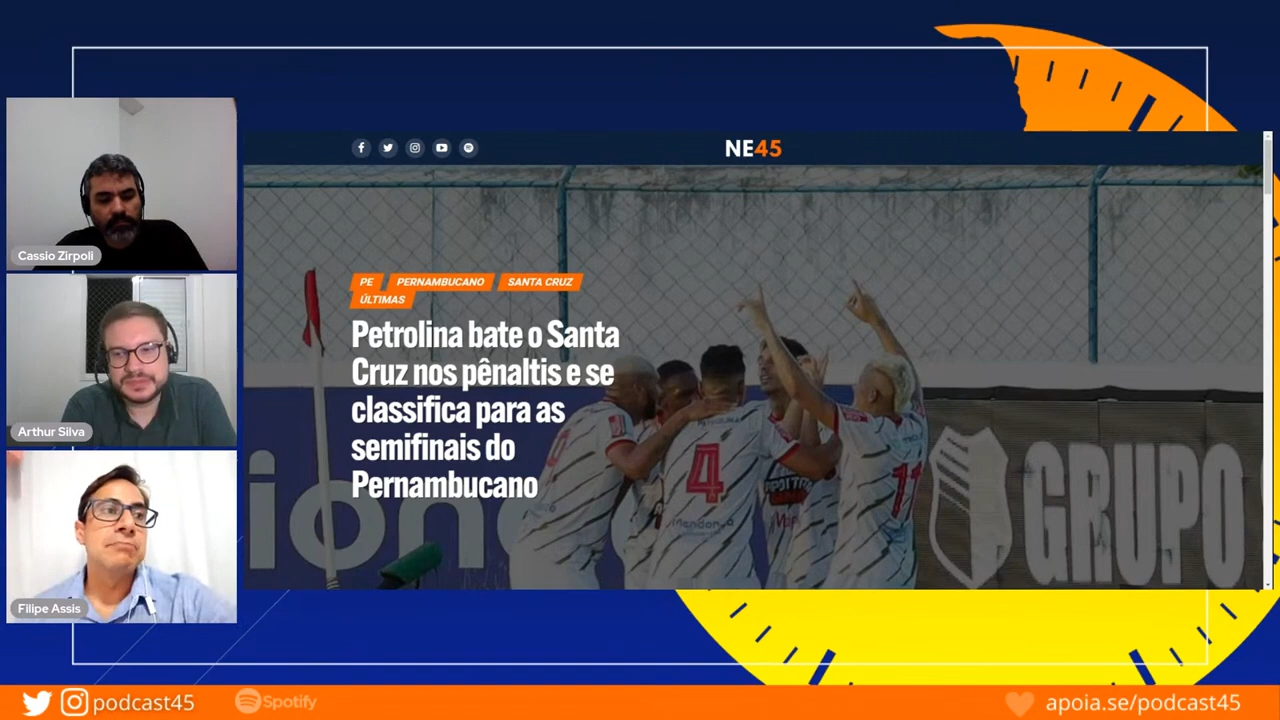 NE45
PE PERNAMBUCANO SANTA CRUZ
ÚLTIMAS
Petrolina bate o Santa
Cruz nos pênaltis e se
classifica para as
semifinais do
Pernambucano
4
11
GRUPO
Cassio Zirpoli
Arthur Silva
Filipe Assis
podcast45
Spotify
apoia.se/podcast45